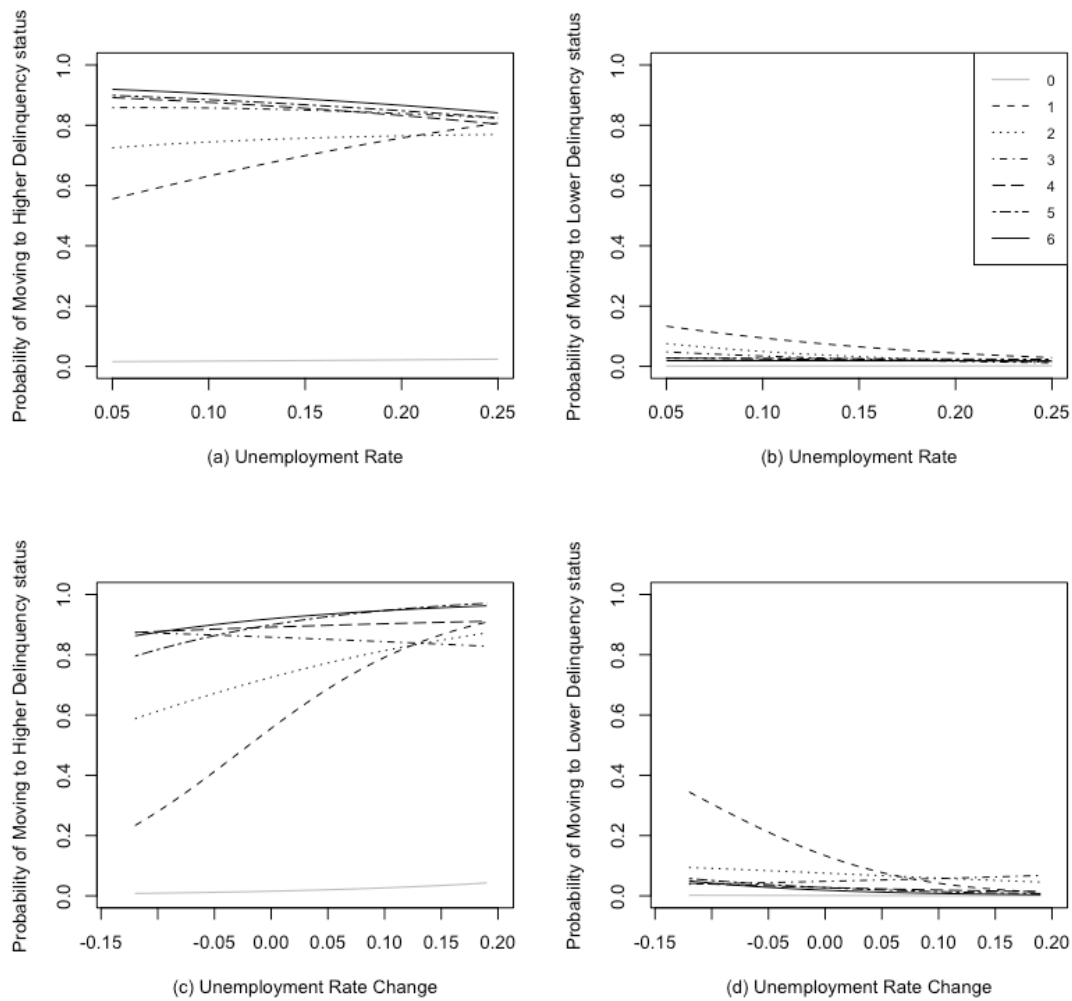 Probability of Moving to Higher Delinquency status
1.0
0.8
0.6
0.4
0.2
0.0
0.05 0.10 0.15 0.20 0.25
(a) Unemployment Rate
Probability of Moving to Lower Delinquency status
1.0
0.8
0.6
0.4
0.2
0.0
0
1
2
3
4
5
6
0.05 0.10 0.15 0.20 0.25
(b) Unemployment Rate
Probability of Moving to Higher Delinquency status
1.0
0.8
0.6
0.4
0.2
0.0
-0.15 -0.05 0.00 0.05 0.10 0.15 0.20
(c) Unemployment Rate Change
Probability of Moving to Lower Delinquency status
1.0
0.8
0.6
0.4
0.2
0.0
-0.15 -0.05 0.00 0.05 0.10 0.15 0.20
(d) Unemployment Rate Change